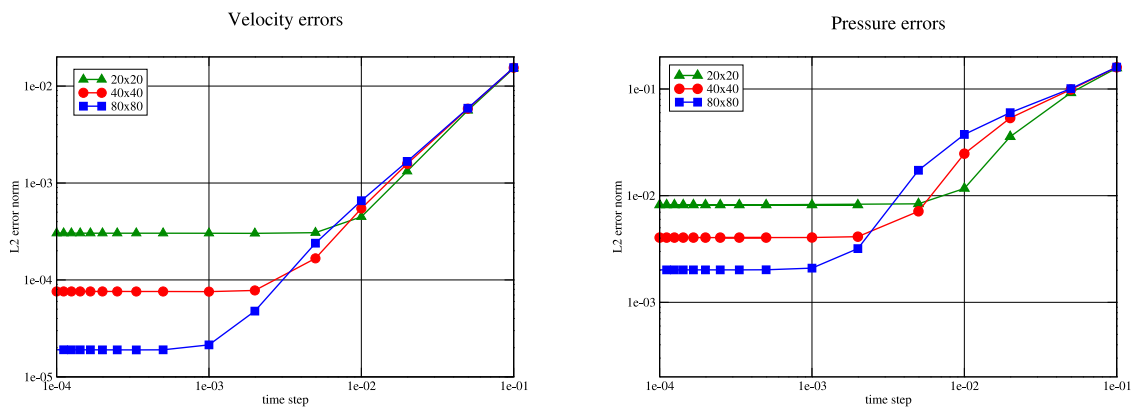 Velocity errors
20x20
40x40
80x80
1e-02
1e-03
1e-04
1e-05
L2 error norm
1e-04
1e-03
1e-02
1e-01
time step
Pressure errors
20x20
40x40
80x80
1e-01
1e-02
1e-03
L2 error norm
1e-04
1e-03
1e-02
1e-01
time step